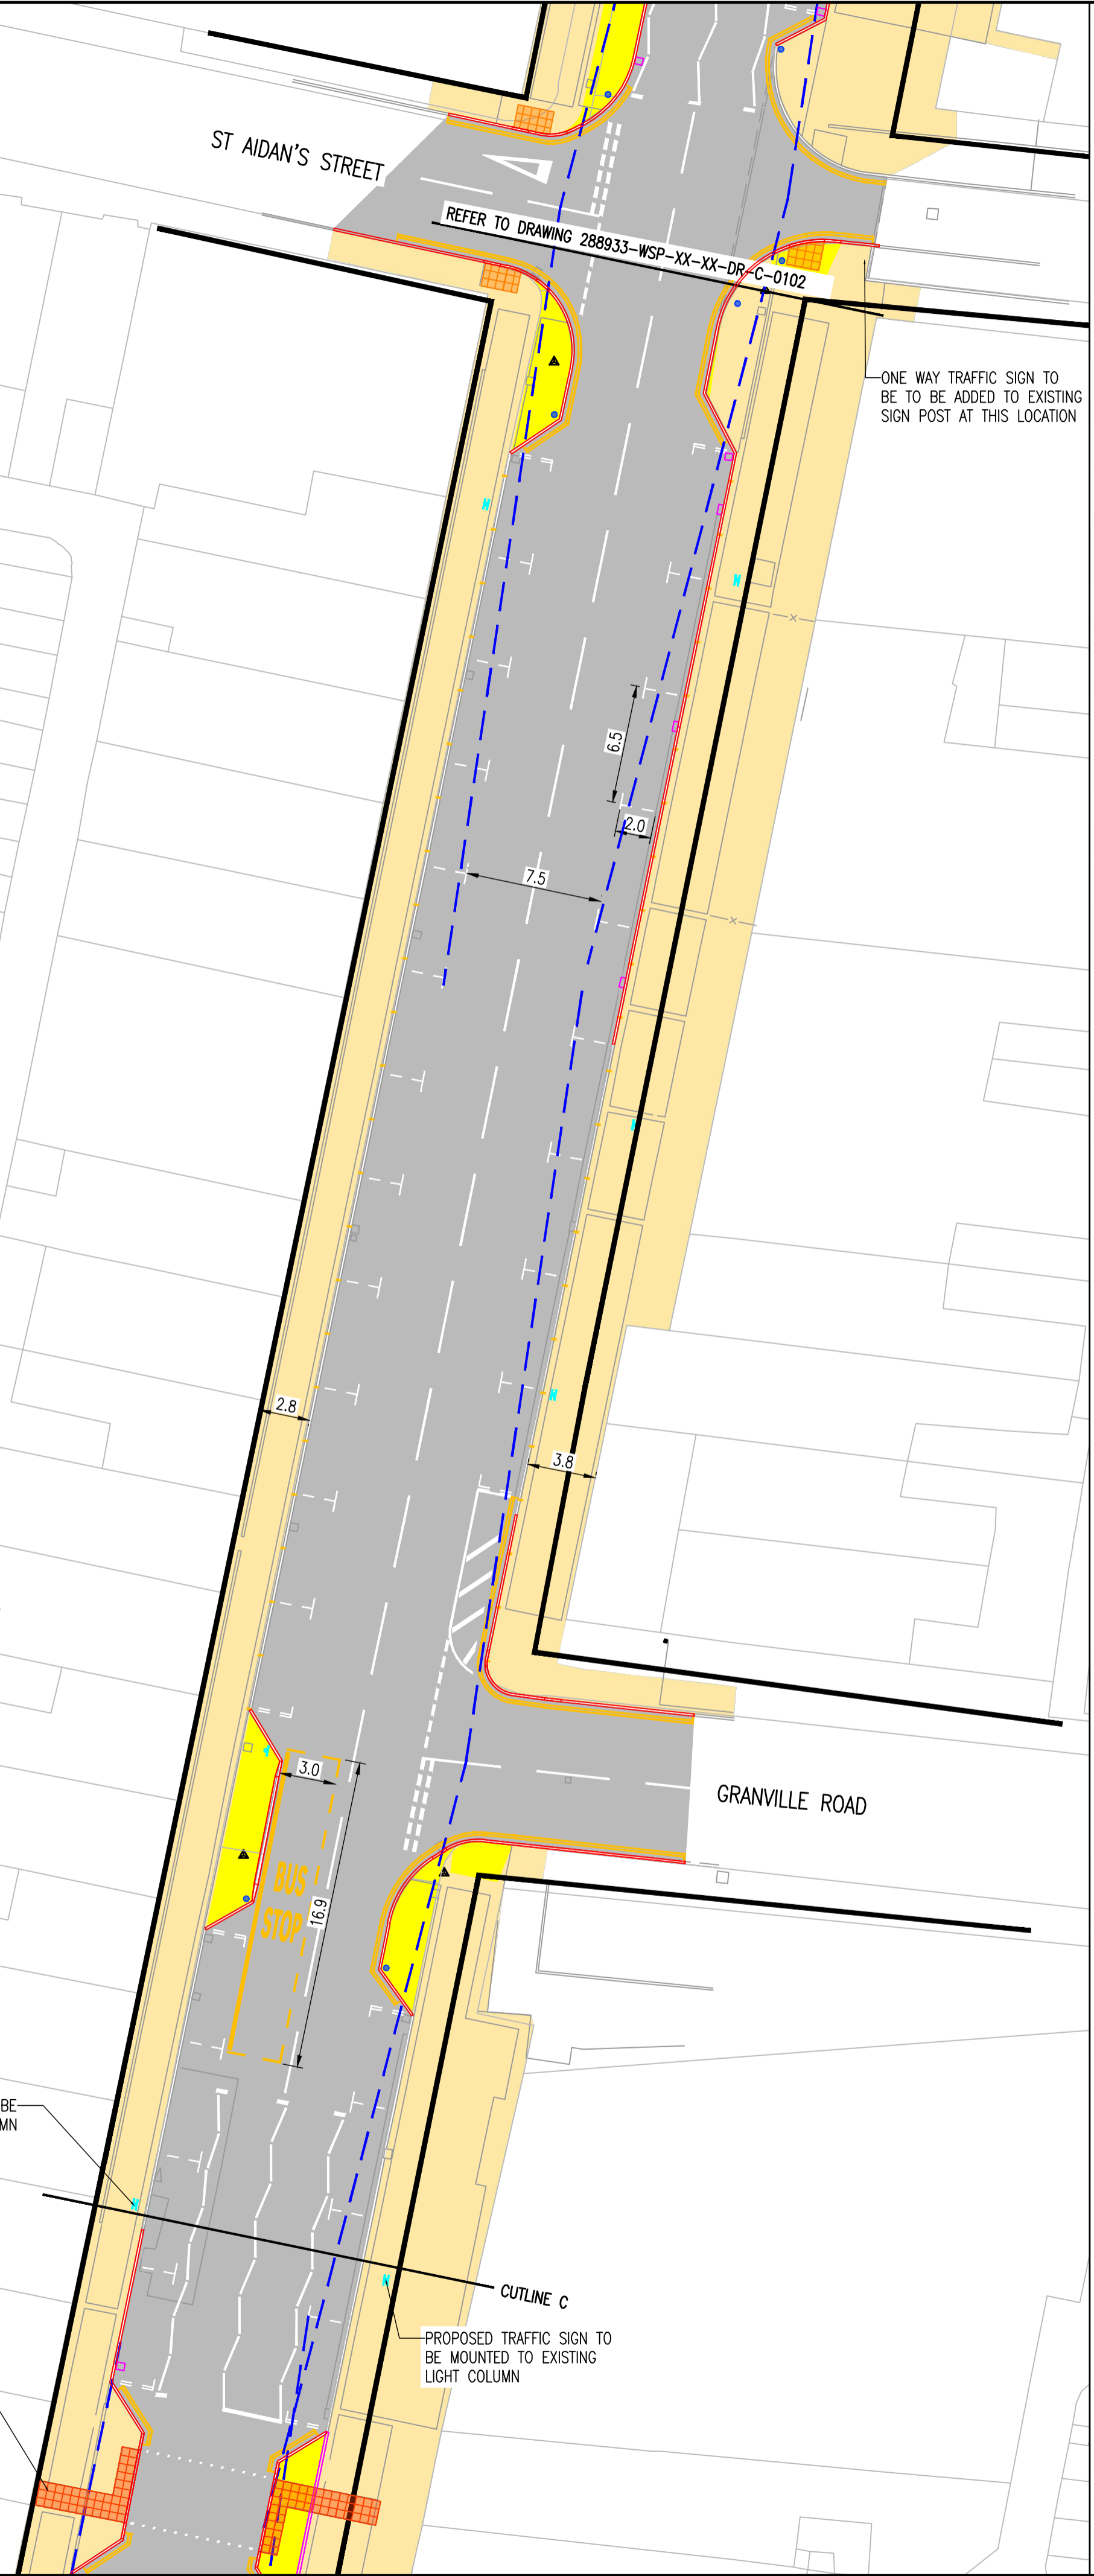 ST AIDAN'S STREET
REFER TO DRAWING 288933-WSP-XX-XX-DR-C-0102
ONE WAY TRAFFIC SIGN TO
BE TO BE ADDED TO EXISTING
SIGN POST AT THIS LOCATION
6.5
2.0
7.5
2.8
3.8
3.0
GRANVILLE ROAD
BUS
STOP
16.9
BE
MN
CUTLINE C
PROPOSED TRAFFIC SIGN TO
BE MOUNTED TO EXISTING
LIGHT COLUMN